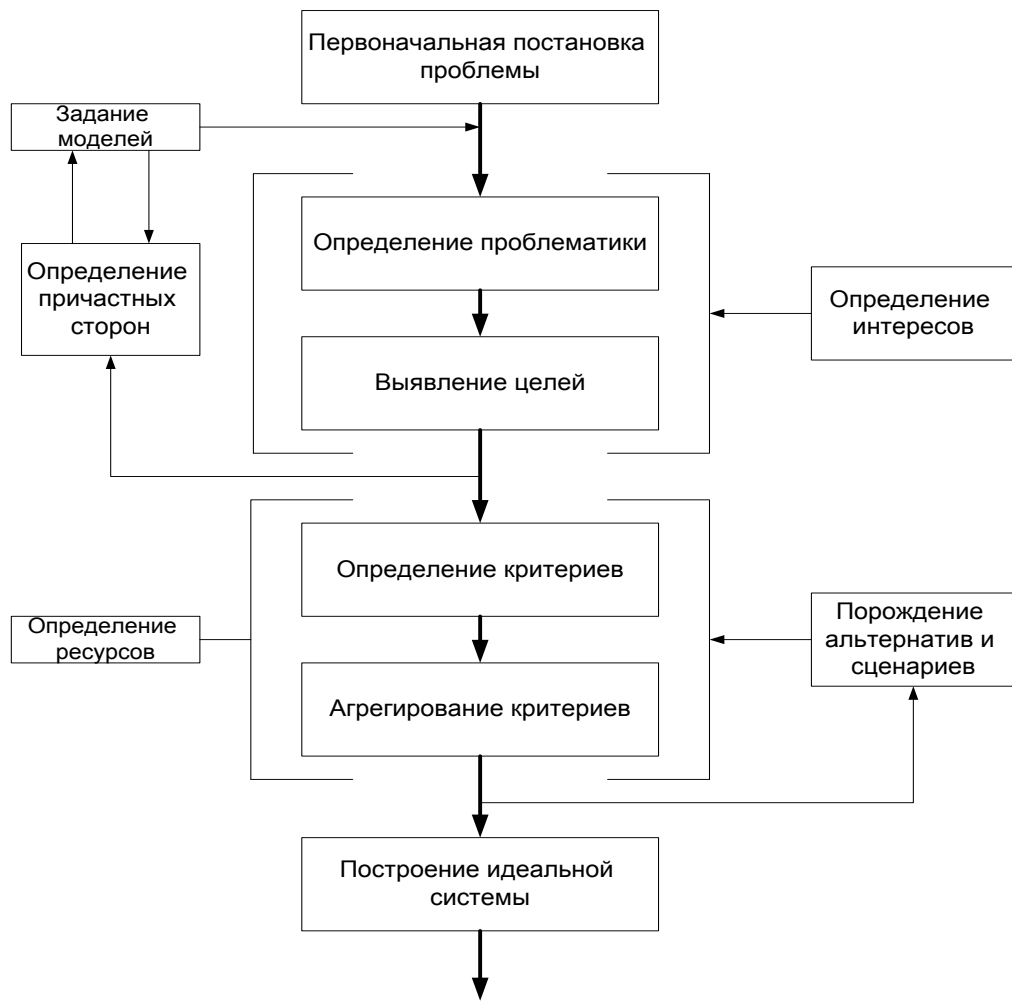 Первоначальная постановка
проблемы
Задание
моделей
Определение проблематики
Определение
причастных
сторон
Определение
интересов
Выявление целей
Определение критериев
Определение
ресурсов
Порождение
альтернатив и
сценариев
Агрегирование критериев
Построение идеальной
системы